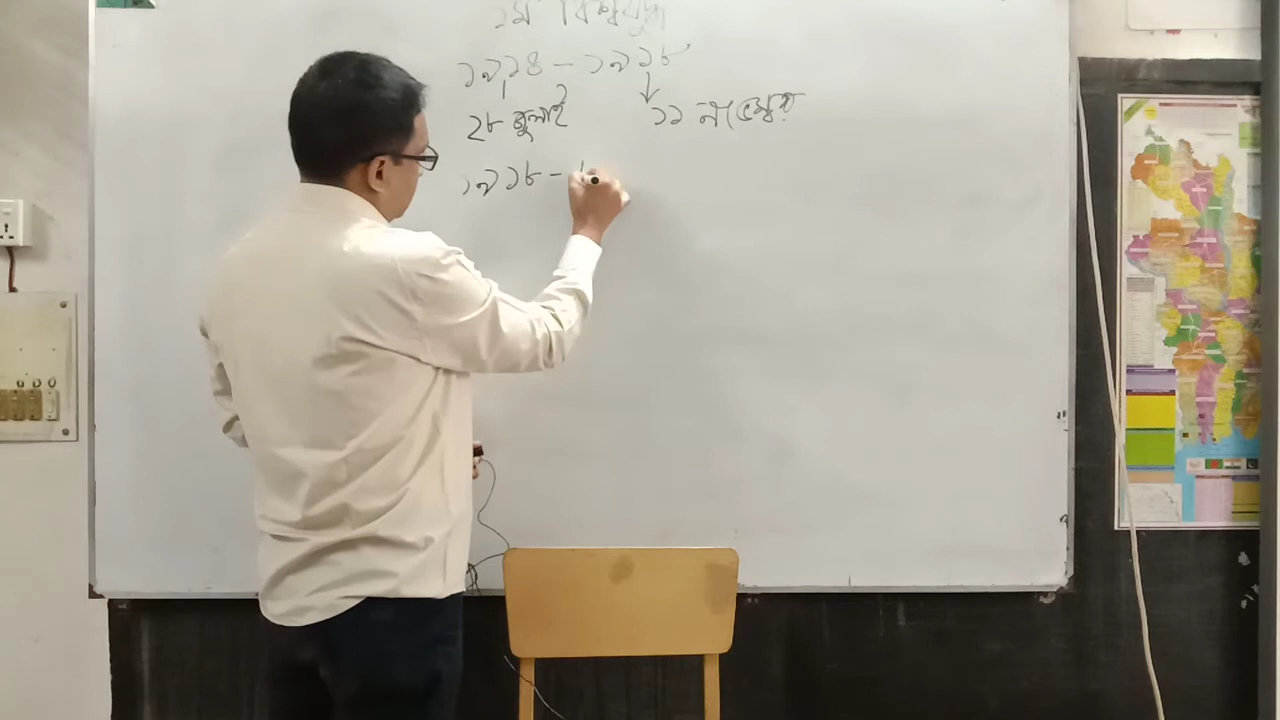 ১ম বিশ্বযুদ্ধ
১৯১৪ - ১৯১৮
২৮ জুলাই ১১ নভেম্বর
১৯১৮ -